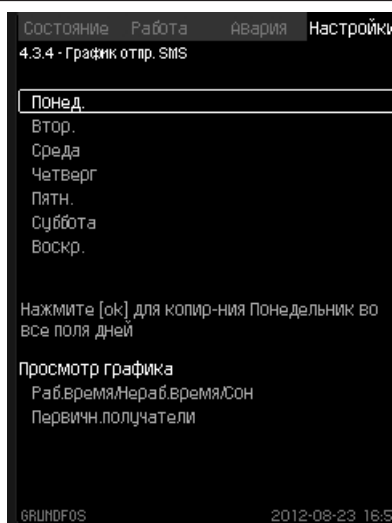 Состояние Работа Авария Настройки
4.3.4 - График отпр. SMS
Понед.
Втор.
Среда
Четверг
Пятн.
Суббота
Воскр.
Нажмите [ok] для копир-ния Понедельник во
все поля дней
Просмотр графика
Раб.время/Нераб.время/Сон
Первичн.получатели
GRUNDFOS 2012-08-23 16:5